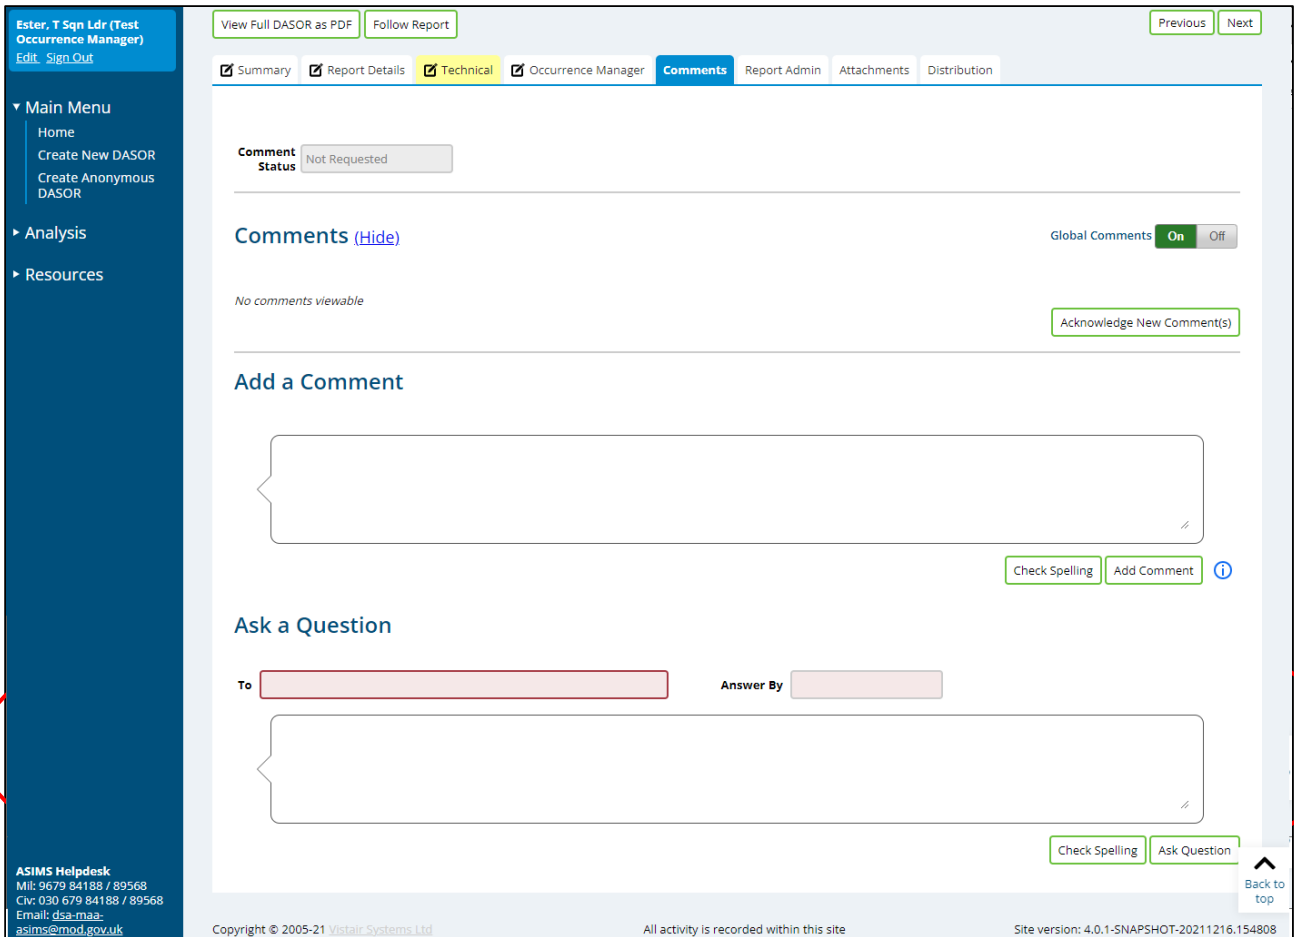 Ester, T Sqn Ldr (Test
Occurrence Manager)
Edit Sign Out
Main Menu
Home
Create New DASOR
Create Anonymous
DASOR
Analysis
Resources
ASIMS Helpdesk
Mil: 9679 84188 / 89568
Civ: 030 679 84188 / 89568
Email: dsa-maa-
asims@mod.gov.uk
View Full DASOR as PDF Follow Report Previous Next
Summary Report Details Technical Occurrence Manager Comments Report Admin Attachments Distribution
Comment
Status Not Requested
Comments (Hide) Global Comments On Off
No comments viewable
Acknowledge New Comment(s)
Add a Comment
Check Spelling Add Comment
Ask a Question
To Answer By
Check Spelling Ask Question
Back to
top
Copyright © 2005-21 Vistair Systems Ltd All activity is recorded within this site Site version: 4.0.1-SNAPSHOT-20211216.154808